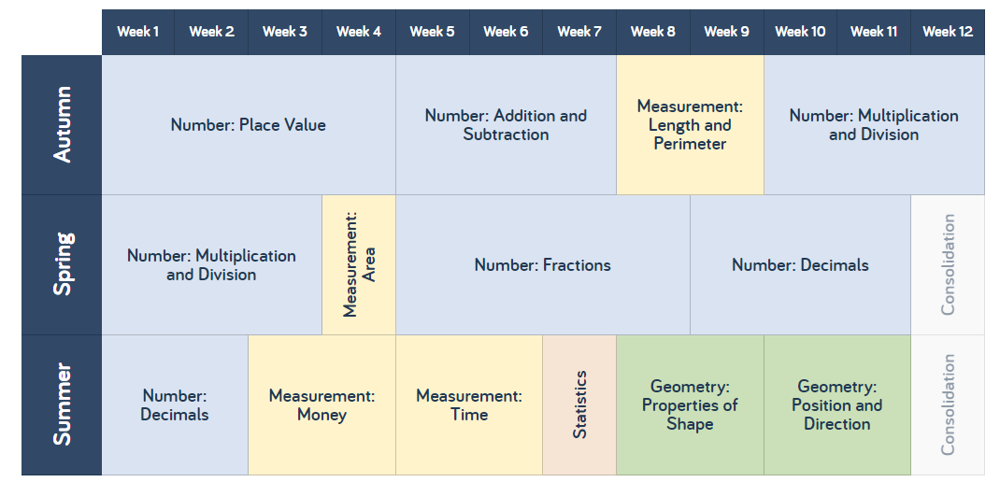 Week 1 Week 2 Week 3 Week 4 Week 5 Week 6 Week 7 Week 8 Week 9 Week 10 Week 11 Week 12
Autumn
Number: Place Value
Number: Addition and
Subtraction
Measurement:
Length and
Perimeter
Number: Multiplication
and Division
Spring
Number: Multiplication
and Division
Measurement:
Area
Number: Fractions
Number: Decimals
Consolidation
Summer
Number:
Decimals
Measurement:
Money
Measurement:
Time
Statistics
Geometry:
Properties of
Shape
Geometry:
Position and
Direction
Consolidation